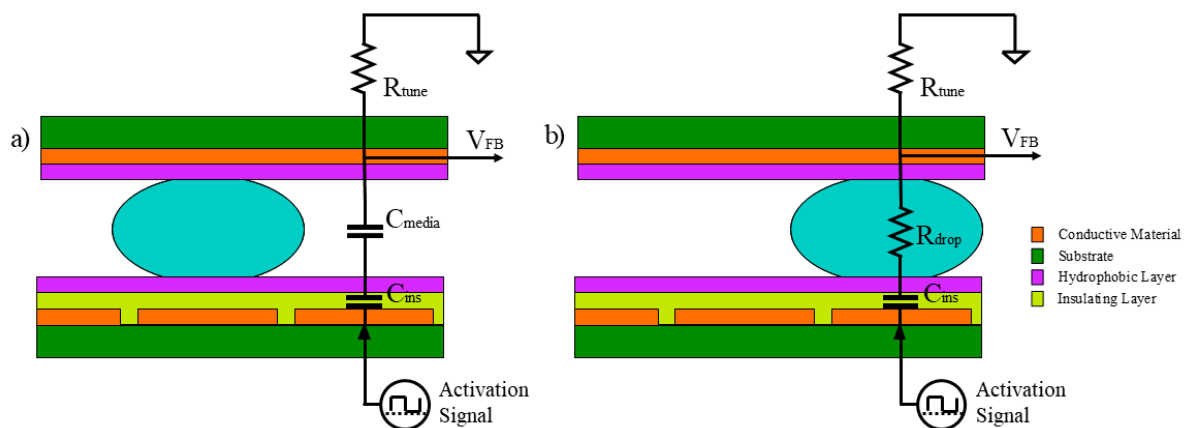 a)
Rtune
VFB
Cmedia
Cins
Activation
Signal
b)
Rtune
VFB
Rdrop
Cins
Activation
Signal
Conductive Material
Substrate
Hydrophobic Layer
Insulating Layer